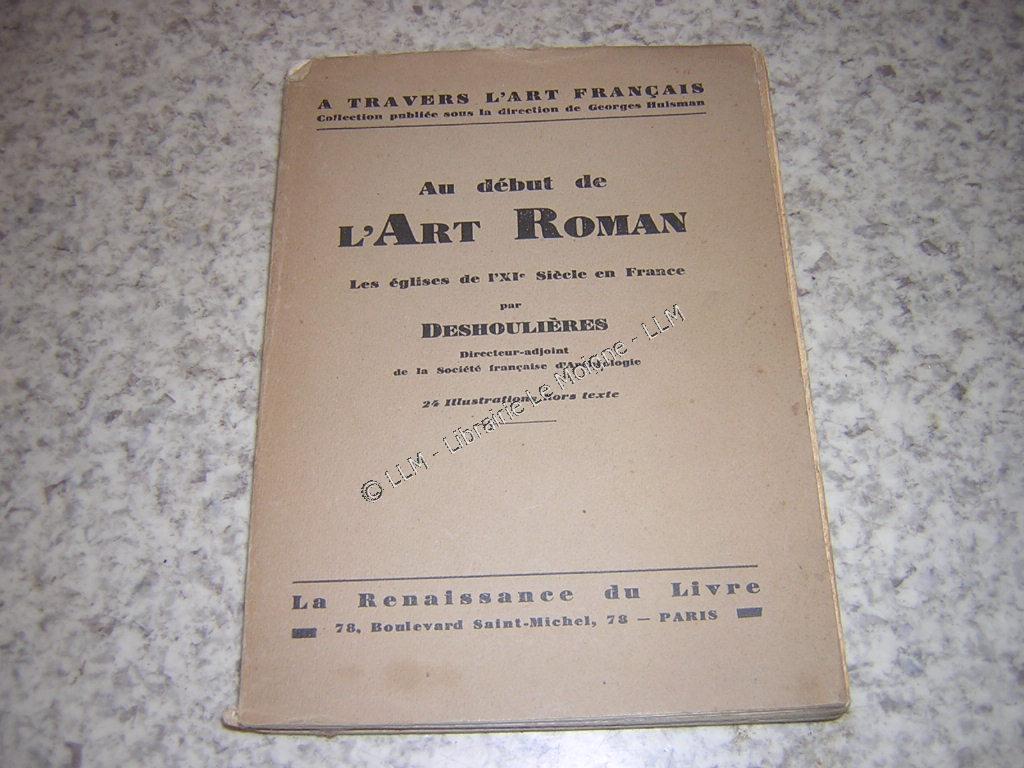 A TRAVERS L'ART FRANÇAIS
Collection publiée sous la direction de Georges Huisman
Au début de
L'ART ROMAN
Les églises de l'XIe Siècle en France
par
DESHOULIÈRES
Directeur-adjoint
de la Société française d'Archéologie
24 Illustrations hors texte
© LLM - Librairie Le Moigne - LLM
La Renaissance du Livre
78, Boulevard Saint-Michel, 78 — PARIS